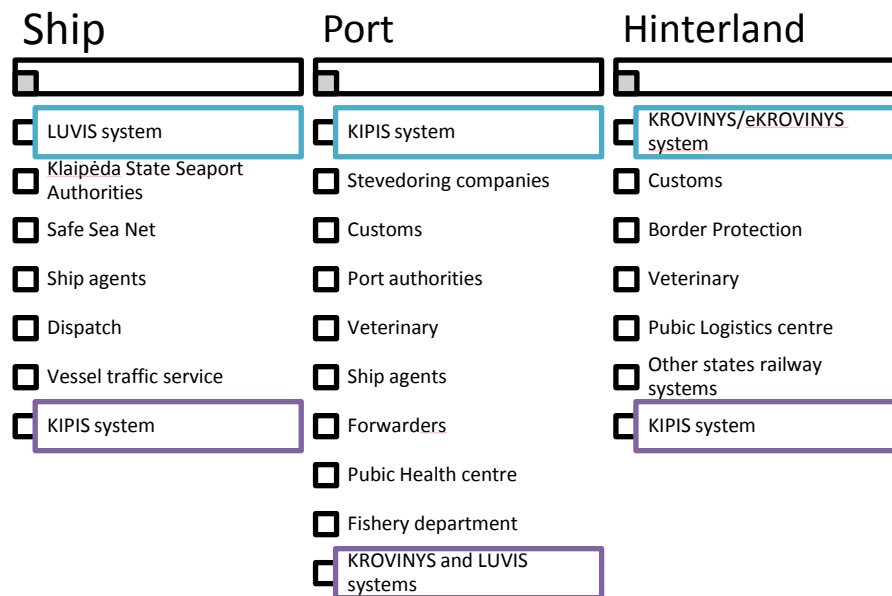 Ship
LUVIS system
Klaipėda State Seaport
Authorities
Safe Sea Net
Ship agents
Dispatch
Vessel traffic service
KIPIS system
Port
KIPIS system
Stevedoring companies
Customs
Port authorities
Veterinary
Ship agents
Forwarders
Pubic Health centre
Fishery department
KROVINYS and LUVIS
systems
Hinterland
KROVINYS/eKROVINYS
system
Customs
Border Protection
Veterinary
Pubic Logistics centre
Other states railway
systems
KIPIS system